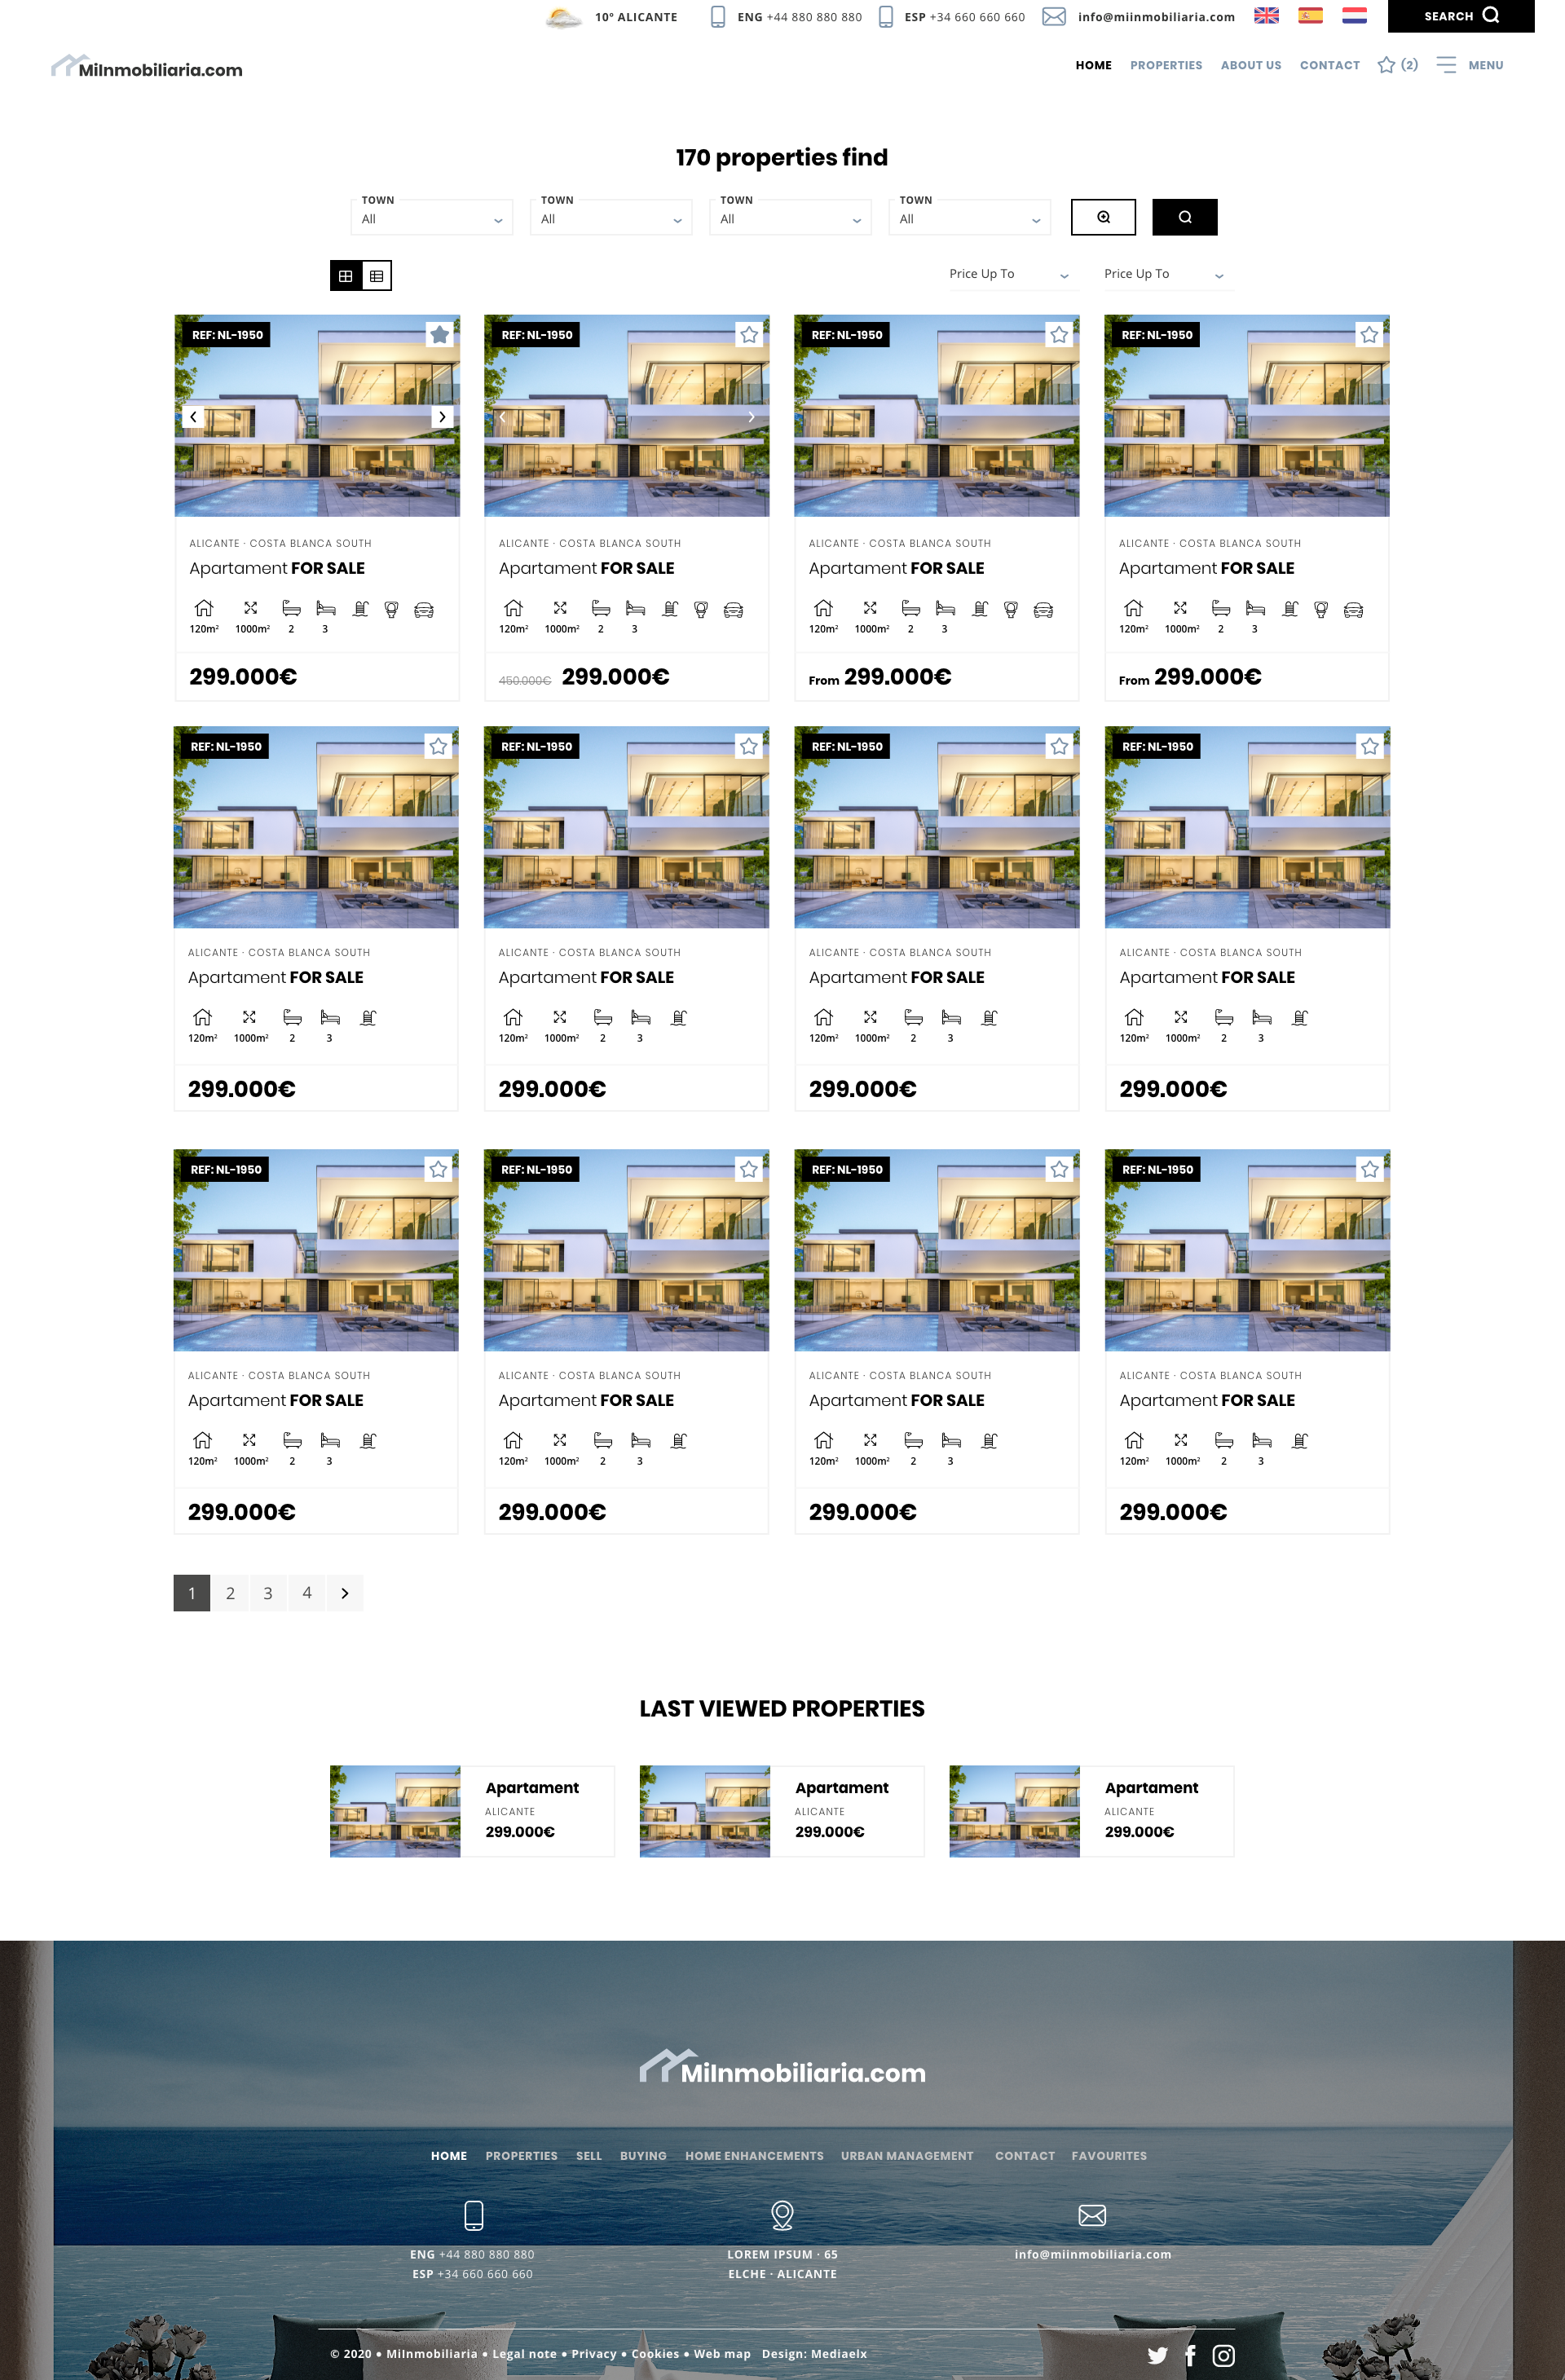 10º ALICANTE ENG +44 880 880 880 ESP +34 660 660 660 info@miinmobiliaria.com SEARCH
MiInmobiliaria.com HOME PROPERTIES ABOUT US CONTACT (2) MENU
170 properties find
TOWN TOWN TOWN TOWN
All All All All
Price Up To Price Up To
REF: NL-1950 REF: NL-1950 REF: NL-1950 REF: NL-1950
ALICANTE · COSTA BLANCA SOUTH ALICANTE · COSTA BLANCA SOUTH ALICANTE · COSTA BLANCA SOUTH ALICANTE · COSTA BLANCA SOUTH
Apartament FOR SALE Apartament FOR SALE Apartament FOR SALE Apartament FOR SALE
120m² 1000m² 2 3 120m² 1000m² 2 3 120m² 1000m² 2 3 120m² 1000m² 2 3
299.000€ 450.000€ 299.000€ From 299.000€ From 299.000€
REF: NL-1950 REF: NL-1950 REF: NL-1950 REF: NL-1950
ALICANTE · COSTA BLANCA SOUTH ALICANTE · COSTA BLANCA SOUTH ALICANTE · COSTA BLANCA SOUTH ALICANTE · COSTA BLANCA SOUTH
Apartament FOR SALE Apartament FOR SALE Apartament FOR SALE Apartament FOR SALE
120m² 1000m² 2 3 120m² 1000m² 2 3 120m² 1000m² 2 3 120m² 1000m² 2 3
299.000€ 299.000€ 299.000€ 299.000€
REF: NL-1950 REF: NL-1950 REF: NL-1950 REF: NL-1950
ALICANTE · COSTA BLANCA SOUTH ALICANTE · COSTA BLANCA SOUTH ALICANTE · COSTA BLANCA SOUTH ALICANTE · COSTA BLANCA SOUTH
Apartament FOR SALE Apartament FOR SALE Apartament FOR SALE Apartament FOR SALE
120m² 1000m² 2 3 120m² 1000m² 2 3 120m² 1000m² 2 3 120m² 1000m² 2 3
299.000€ 299.000€ 299.000€ 299.000€
1 2 3 4
LAST VIEWED PROPERTIES
Apartament Apartament Apartament
ALICANTE ALICANTE ALICANTE
299.000€ 299.000€ 299.000€
MiInmobiliaria.com
HOME PROPERTIES SELL BUYING HOME ENHANCEMENTS URBAN MANAGEMENT CONTACT FAVOURITES
ENG +44 880 880 880 LOREM IPSUM · 65 info@miinmobiliaria.com
ESP +34 660 660 660 ELCHE · ALICANTE
© 2020 • MiInmobiliaria • Legal note • Privacy • Cookies • Web map Design: Mediaelx